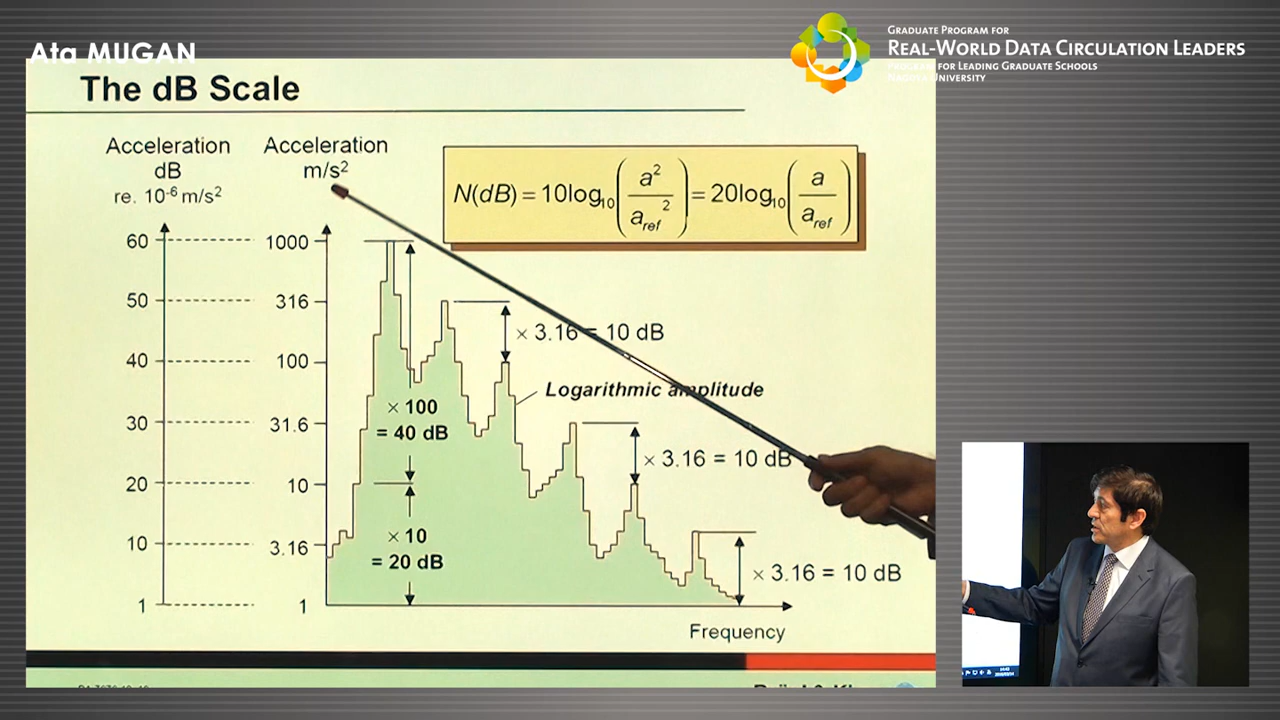 Ata MUGAN
GRADUATE PROGRAM FOR
REAL-WORLD DATA CIRCULATION LEADERS
PROGRAM FOR LEADING GRADUATE SCHOOLS
NAGOYA UNIVERSITY
The dB Scale
Acceleration
dB
re. 10⁻⁶ m/s²
Acceleration
m/s²
N(dB) = 10log₁₀(a²/a_ref²) = 20log₁₀(a/a_ref)
60
50
40
30
20
10
1
1000
316
100
31.6
10
3.16
1
× 3.16 = 10 dB
Logarithmic amplitude
× 100
= 40 dB
× 3.16 = 10 dB
× 10
= 20 dB
× 3.16 = 10 dB
Frequency